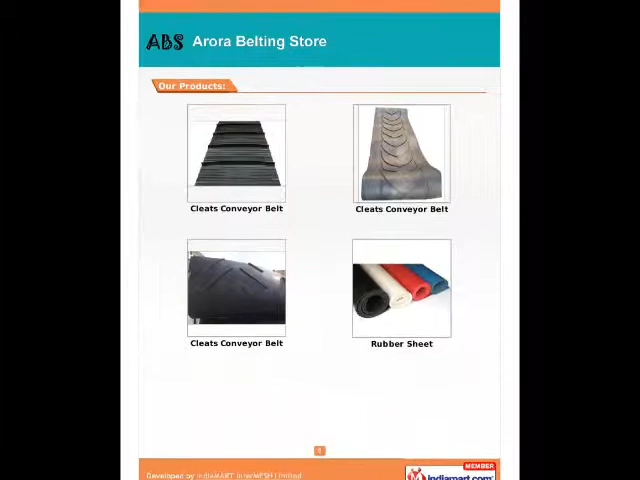 ABS Arora Belting Store
Our Products:
Cleats Conveyor Belt
Cleats Conveyor Belt
Cleats Conveyor Belt
Rubber Sheet
MEMBER
Developed by IndiaMART InterMESH Limited
indiamart.com